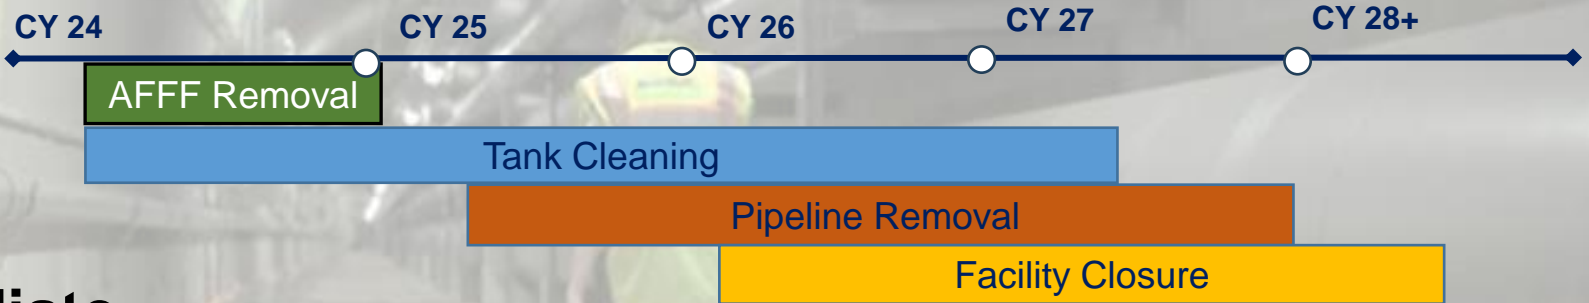 CY 24 CY 25 CY 26 CY 27 CY 28+
AFFF Removal
Tank Cleaning
Pipeline Removal
Facility Closure